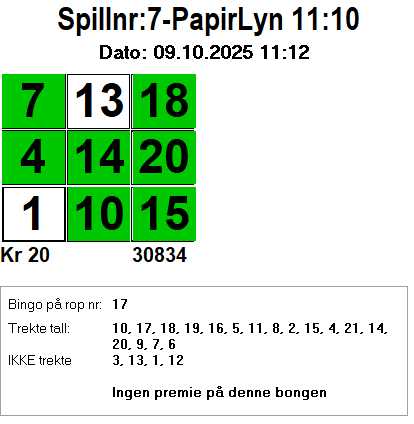 Spillnr:7-PapirLyn 11:10
Dato: 09.10.2025 11:12
7 13 18
4 14 20
1 10 15
Kr 20 30834
Bingo på rop nr: 17
Trekte tall: 10, 17, 18, 19, 16, 5, 11, 8, 2, 15, 4, 21, 14,
20, 9, 7, 6
IKKE trekte 3, 13, 1, 12
Ingen premie på denne bongen